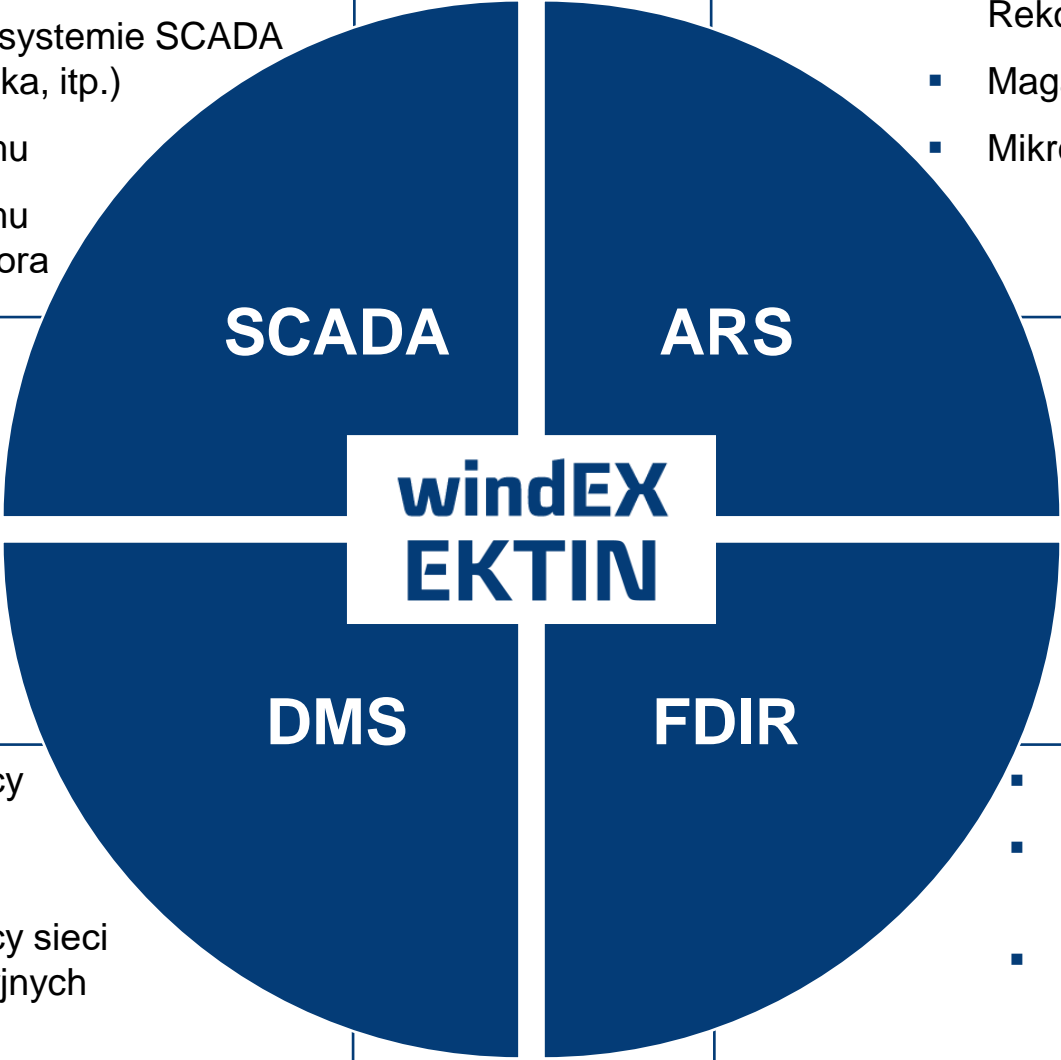 systemie SCADA
ka, itp.)
nu
nu
ora
Reko
Mag
Mikr
SCADA
ARS
windEX
EKTIN
DMS
FDIR
cy
cy sieci
jnych